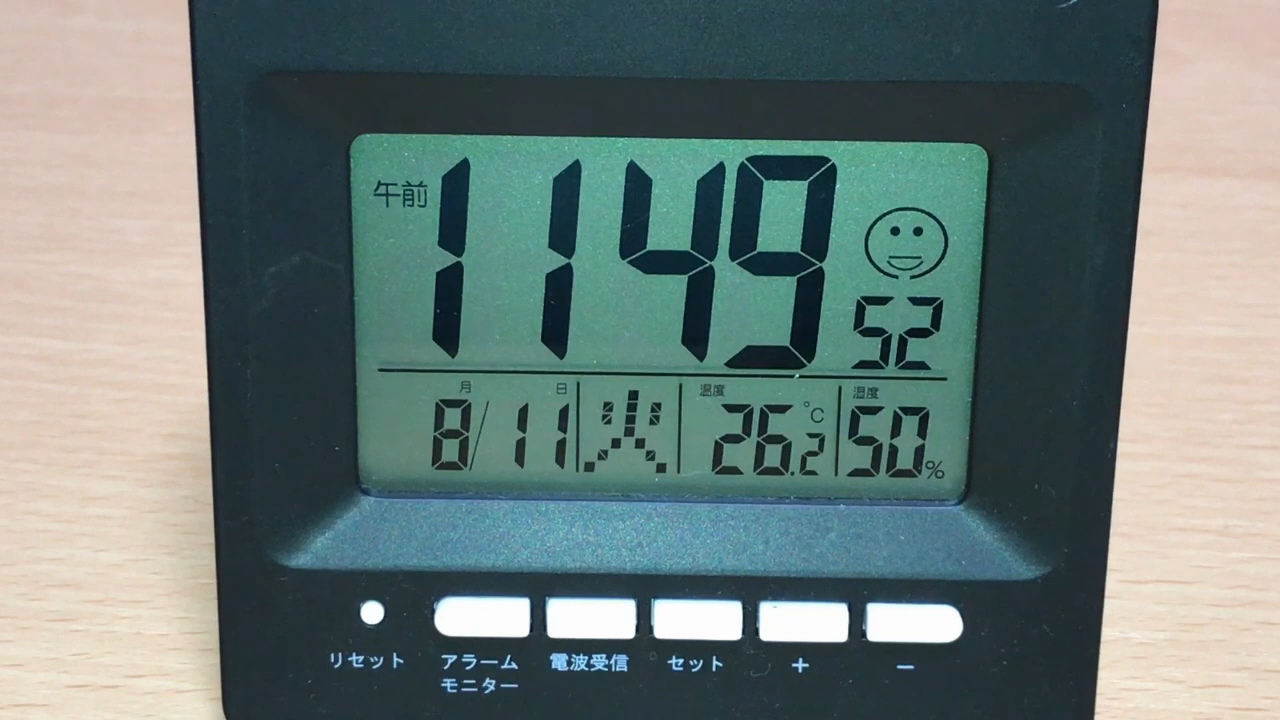 午前 11 49 52
月 日 温度 湿度
8/11 火 26.2 ℃ 50%
リセット アラーム 電波受信 セット + −
モニター